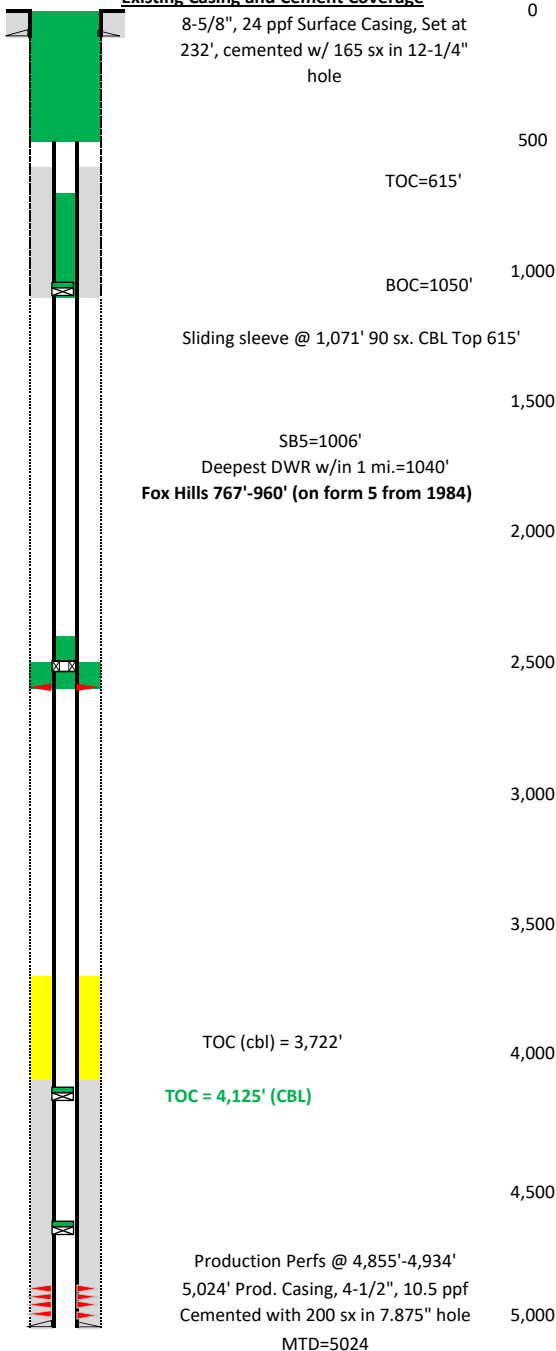 Existing Casing and Cement Coverage
0
8-5/8", 24 ppf Surface Casing, Set at
232', cemented w/ 165 sx in 12-1/4"
hole
500
TOC=615'
1,000
BOC=1050'
Sliding sleeve @ 1,071' 90 sx. CBL Top 615'
1,500
SB5=1006'
Deepest DWR w/in 1 mi.=1040'
Fox Hills 767'-960' (on form 5 from 1984)
2,000
2,500
3,000
3,500
TOC (cbl) = 3,722'
4,000
TOC = 4,125' (CBL)
4,500
Production Perfs @ 4,855'-4,934'
5,024' Prod. Casing, 4-1/2", 10.5 ppf
Cemented with 200 sx in 7.875" hole
5,000
MTD=5024